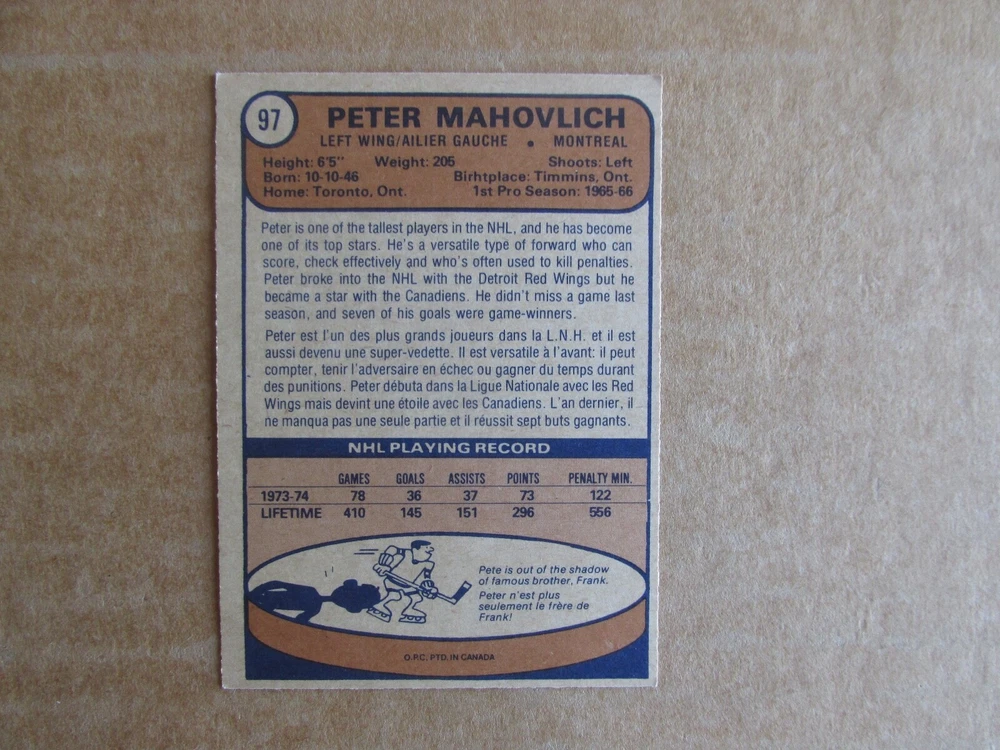 97
PETER MAHOVLICH
LEFT WING/AILIER GAUCHE • MONTREAL
Height: 6'5" Weight: 205 Shoots: Left
Born: 10-10-46 Birthplace: Timmins, Ont.
Home: Toronto, Ont. 1st Pro Season: 1965-66
Peter is one of the tallest players in the NHL, and he has become
one of its top stars. He's a versatile type of forward who can
score, check effectively and who's often used to kill penalties.
Peter broke into the NHL with the Detroit Red Wings but he
became a star with the Canadiens. He didn't miss a game last
season, and seven of his goals were game-winners.
Peter est l'un des plus grands joueurs dans la L.N.H. et il est
aussi devenu une super-vedette. Il est versatile à l'avant: il peut
compter, tenir l'adversaire en échec ou gagner du temps durant
des punitions. Peter débuta dans la Ligue Nationale avec les Red
Wings mais devint une étoile avec les Canadiens. L'an dernier, il
ne manqua pas une seule partie et il réussit sept buts gagnants.
NHL PLAYING RECORD
GAMES GOALS ASSISTS POINTS PENALTY MIN.
1973-74 78 36 37 73 122
LIFETIME 410 145 151 296 556
Pete is out of the shadow
of famous brother, Frank.
Peter n'est plus
seulement le frère de
Frank!
O.P.C. PTD. IN CANADA